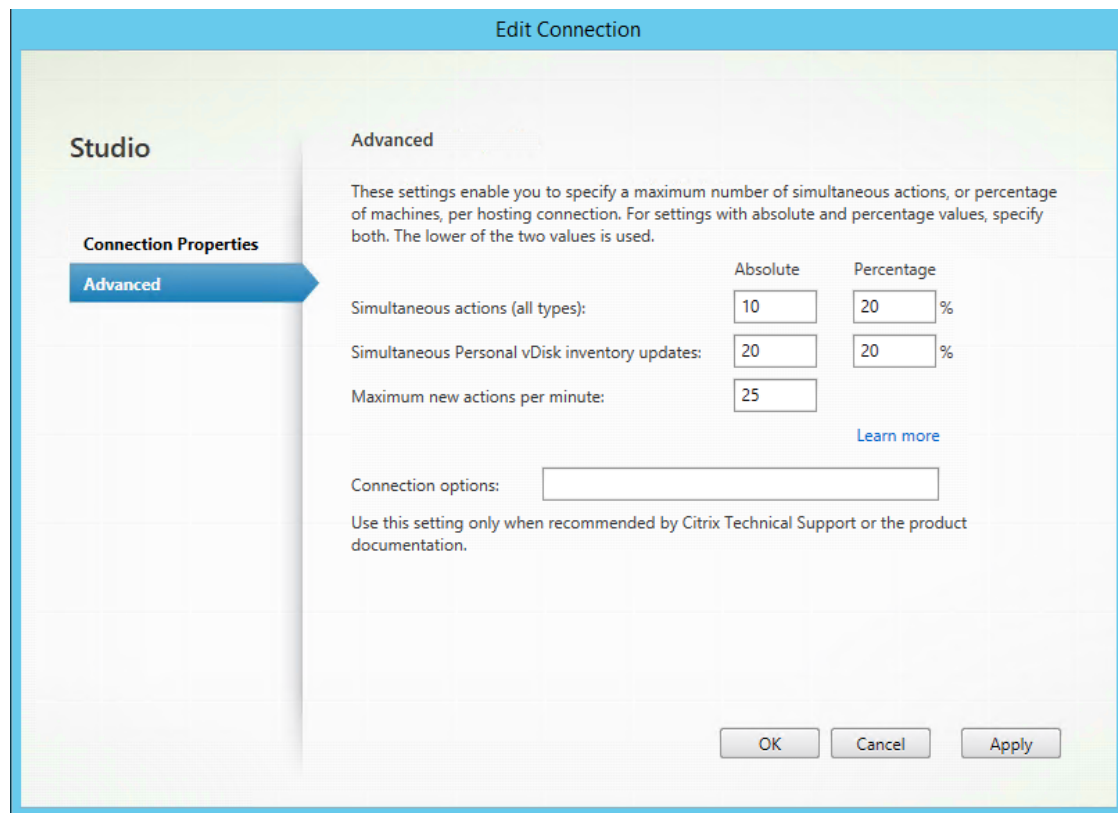 Edit Connection
Studio
Connection Properties
Advanced
Advanced
These settings enable you to specify a maximum number of simultaneous actions, or percentage
of machines, per hosting connection. For settings with absolute and percentage values, specify
both. The lower of the two values is used.
Absolute Percentage
Simultaneous actions (all types): 10 20 %
Simultaneous Personal vDisk inventory updates: 20 20 %
Maximum new actions per minute: 25
Learn more
Connection options:
Use this setting only when recommended by Citrix Technical Support or the product
documentation.
OK Cancel Apply